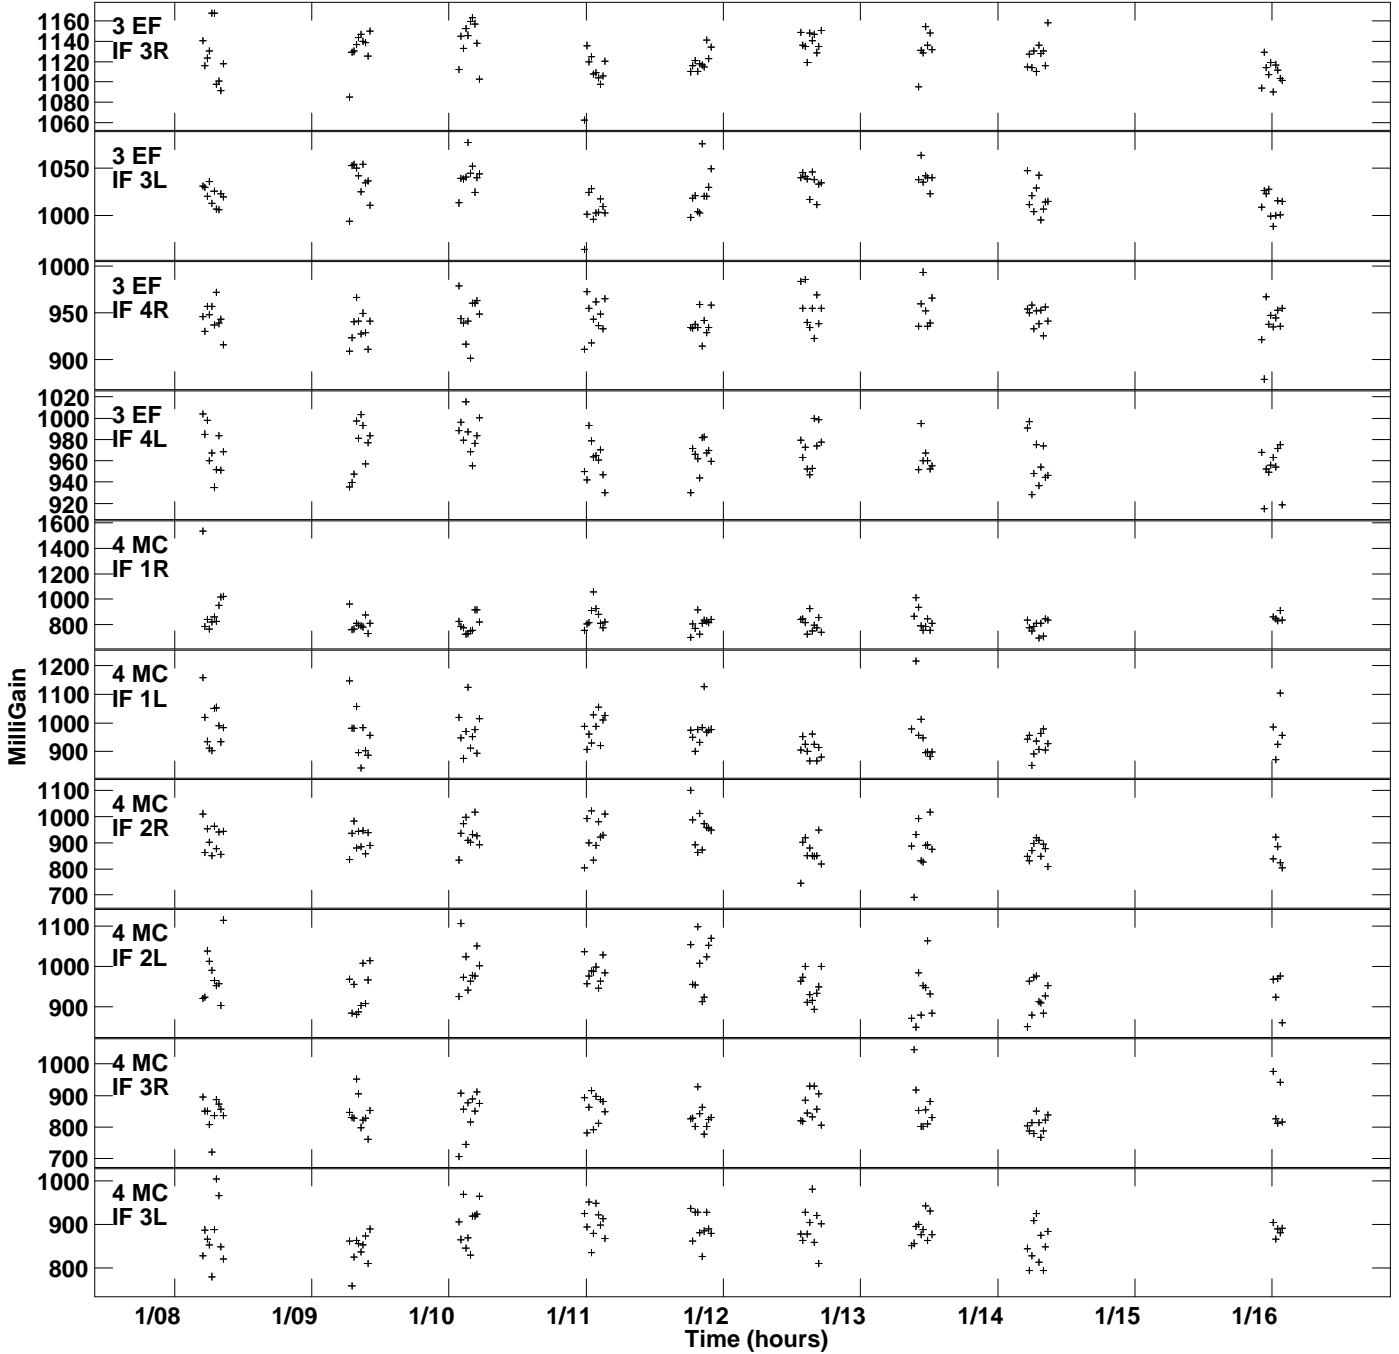 3 EF
IF 3R
1160
1140
1120
1100
1080
1060
3 EF
IF 3L
1050
1000
3 EF
IF 4R
1000
950
900
3 EF
IF 4L
1020
1000
980
960
940
920
4 MC
IF 1R
1600
1400
1200
1000
800
4 MC
IF 1L
1200
1100
1000
900
4 MC
IF 2R
1100
1000
900
800
700
4 MC
IF 2L
1100
1000
900
4 MC
IF 3R
1000
900
800
700
4 MC
IF 3L
1000
900
800
MilliGain
1/08 1/09 1/10 1/11 1/12 1/13 1/14 1/15 1/16
Time (hours)